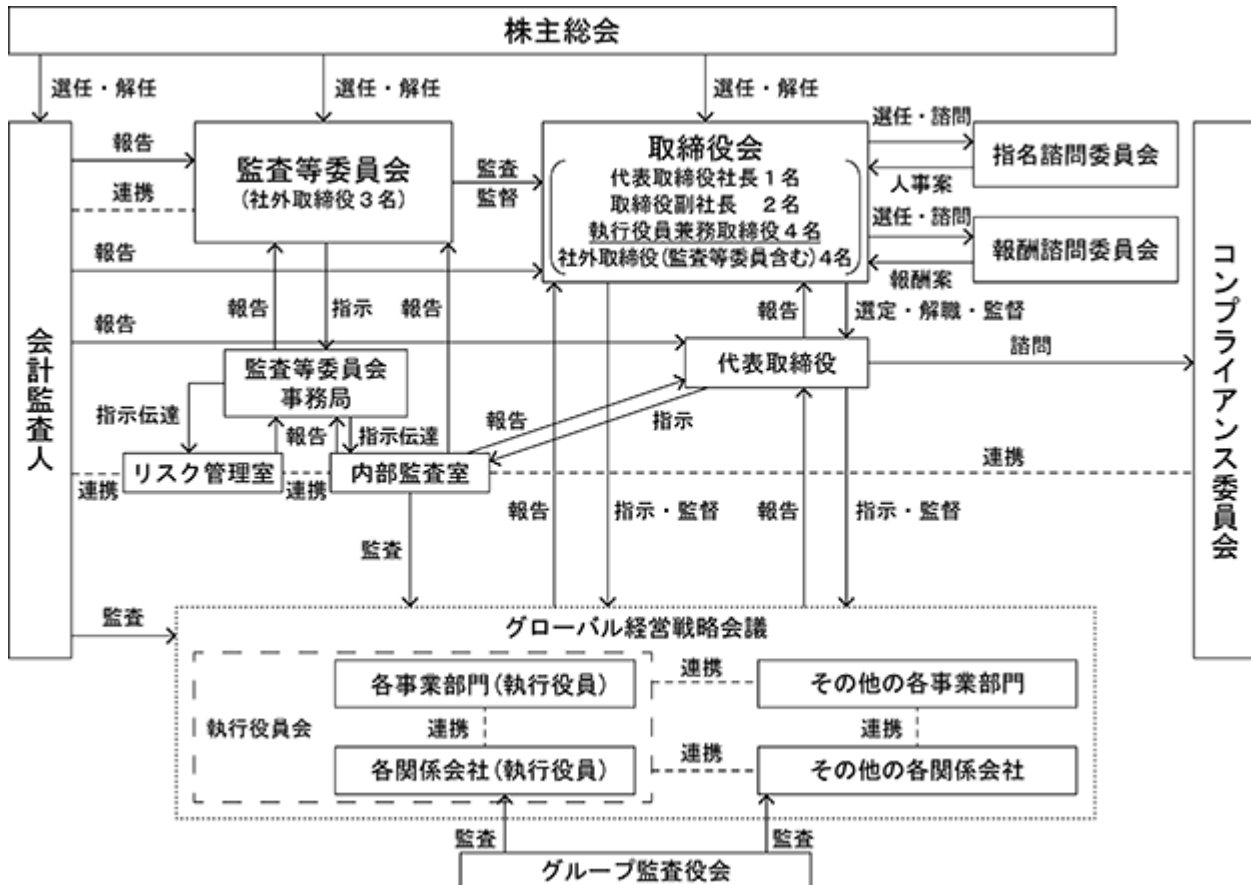 株主総会
選任・解任
選任・解任
選任・解任
会計監査人
報告
連携
監査等委員会
(社外取締役3名)
監査
監督
取締役会
代表取締役社長1名
取締役副社長 2名
執行役員兼務取締役4名
社外取締役(監査等委員含む)4名
選任・諮問
人事案
指名諮問委員会
選任・諮問
報酬案
報酬諮問委員会
コンプライアンス委員会
報告
報告
指示
報告
報告
報告
選定・解職・監督
監査等委員会
事務局
代表取締役
諮問
指示伝達
報告
指示伝達
報告
指示
連携
リスク管理室
連携
内部監査室
連携
監査
報告
指示・監督
報告
指示・監督
監査
グローバル経営戦略会議
執行役員会
各事業部門(執行役員)
連携
その他の各事業部門
連携
連携
各関係会社(執行役員)
連携
その他の各関係会社
監査
監査
グループ監査役会